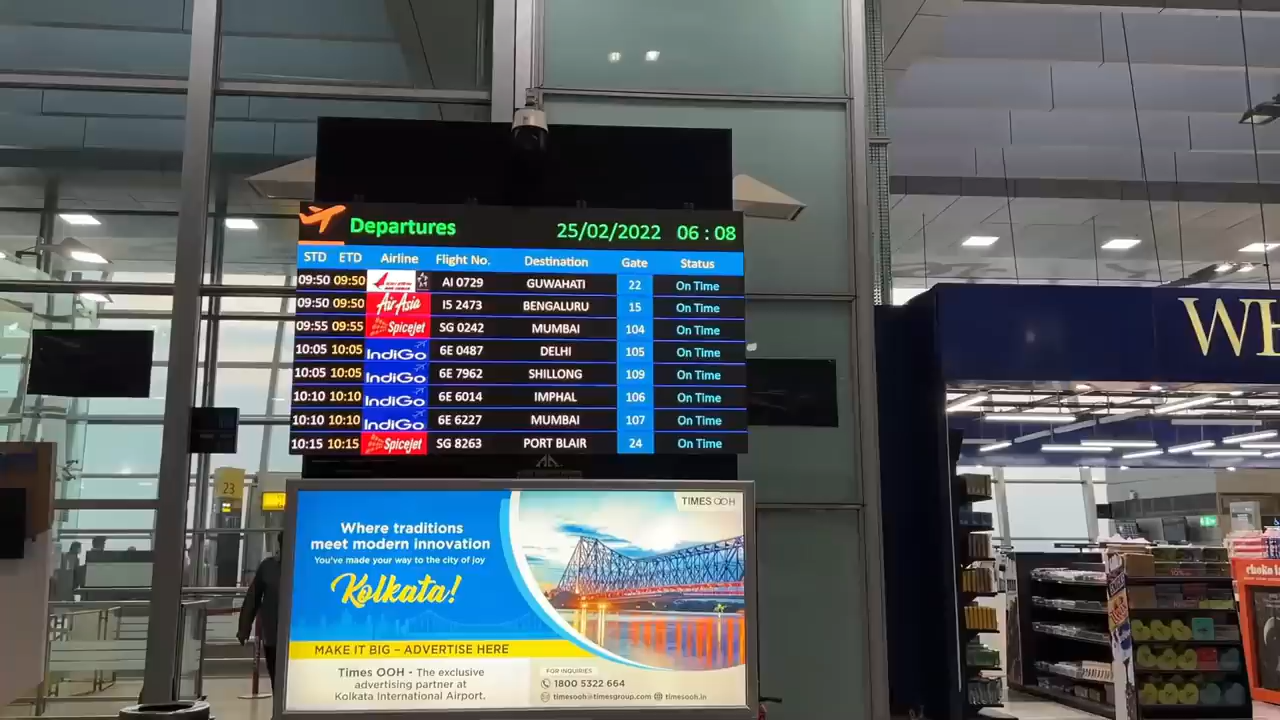 Departures 25/02/2022 06 : 08
STD ETD Airline Flight No. Destination Gate Status
09:50 09:50 AI 0729 GUWAHATI 22 On Time
09:50 09:50 AirAsia I5 2473 BENGALURU 15 On Time
09:55 09:55 Spicejet SG 0242 MUMBAI 104 On Time
10:05 10:05 IndiGo 6E 0487 DELHI 105 On Time
10:05 10:05 IndiGo 6E 7962 SHILLONG 109 On Time
10:10 10:10 IndiGo 6E 6014 IMPHAL 106 On Time
10:10 10:10 IndiGo 6E 6227 MUMBAI 107 On Time
10:15 10:15 Spicejet SG 8263 PORT BLAIR 24 On Time
WH
23
TIMES OOH
Where traditions
meet modern innovation
You've made your way to the city of joy
Kolkata!
MAKE IT BIG – ADVERTISE HERE
Times OOH - The exclusive
advertising partner at
Kolkata International Airport.
FOR INQUIRIES
1800 5322 664
timesooh@timesgroup.com timesooh.in